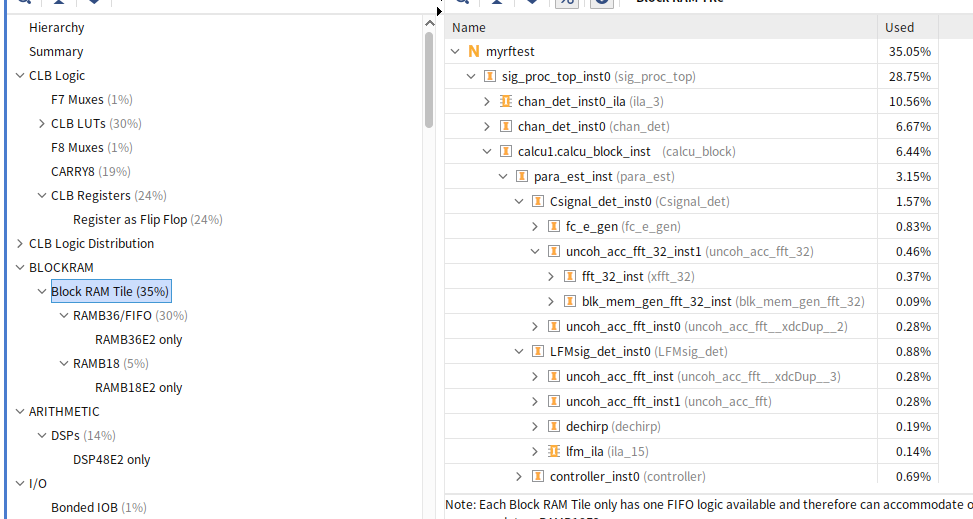 Hierarchy
Summary
CLB Logic
F7 Muxes (1%)
CLB LUTs (30%)
F8 Muxes (1%)
CARRY8 (19%)
CLB Registers (24%)
Register as Flip Flop (24%)
CLB Logic Distribution
BLOCKRAM
Block RAM Tile (35%)
RAMB36/FIFO (30%)
RAMB36E2 only
RAMB18 (5%)
RAMB18E2 only
ARITHMETIC
DSPs (14%)
DSP48E2 only
I/O
Bonded IOB (1%)
Name Used
myrftest 35.05%
sig_proc_top_inst0 (sig_proc_top) 28.75%
chan_det_inst0_ila (ila_3) 10.56%
chan_det_inst0 (chan_det) 6.67%
calcu1.calcu_block_inst (calcu_block) 6.44%
para_est_inst (para_est) 3.15%
Csignal_det_inst0 (Csignal_det) 1.57%
fc_e_gen (fc_e_gen) 0.83%
uncoh_acc_fft_32_inst1 (uncoh_acc_fft_32) 0.46%
fft_32_inst (xfft_32) 0.37%
blk_mem_gen_fft_32_inst (blk_mem_gen_fft_32) 0.09%
uncoh_acc_fft_inst0 (uncoh_acc_fft__xdcDup__2) 0.28%
LFMsig_det_inst0 (LFMsig_det) 0.88%
uncoh_acc_fft_inst (uncoh_acc_fft__xdcDup__3) 0.28%
uncoh_acc_fft_inst1 (uncoh_acc_fft) 0.28%
dechirp (dechirp) 0.19%
lfm_ila (ila_15) 0.14%
controller_inst0 (controller) 0.69%
Note: Each Block RAM Tile only has one FIFO logic available and therefore can accommodate o